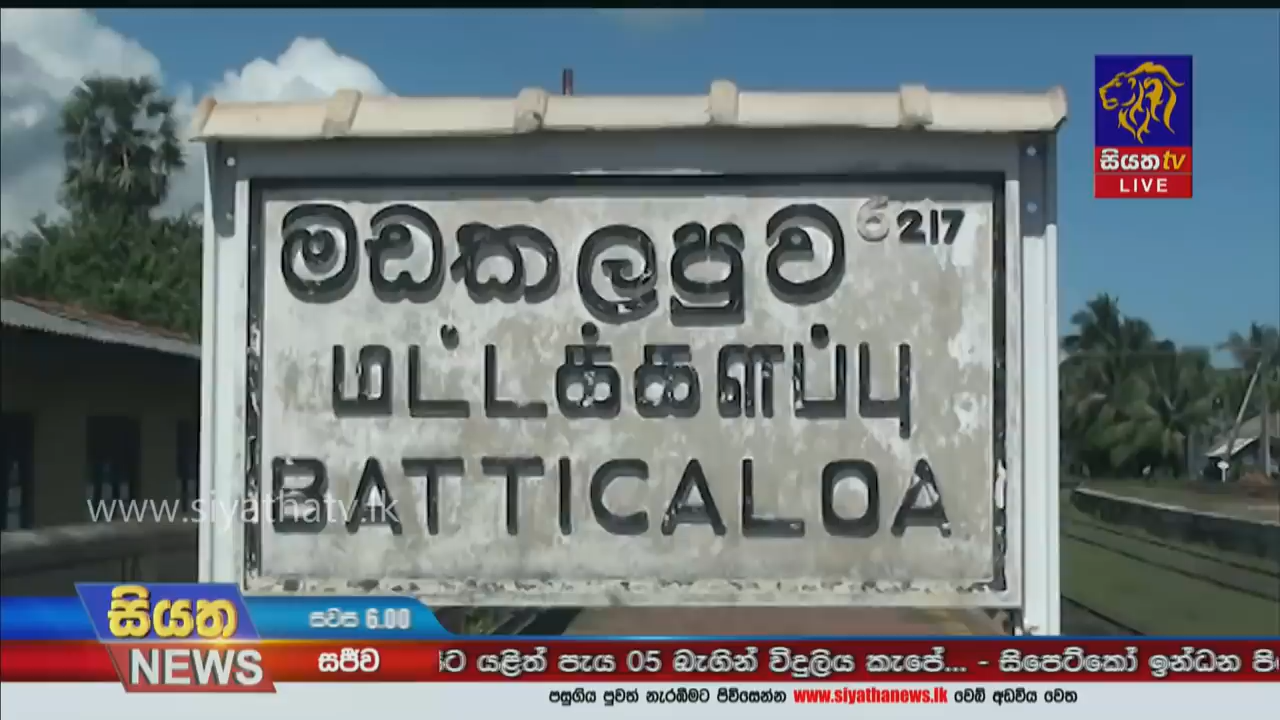 සියත tv
LIVE
මඩකලපුව
රි 217
மட்டக்களப்பு
BATTICALOA
www.siyathatv.lk
සියත
සවස 6.00
NEWS
සජීව
යළිත් පැය 05 බැගින් විදුලිය කැපේ... - සිපෙට්කෝ ඉන්ධන
පසුගිය පුවත් නැරඹීමට පිවිසෙන්න www.siyathanews.lk වෙබ් අඩවිය වෙත